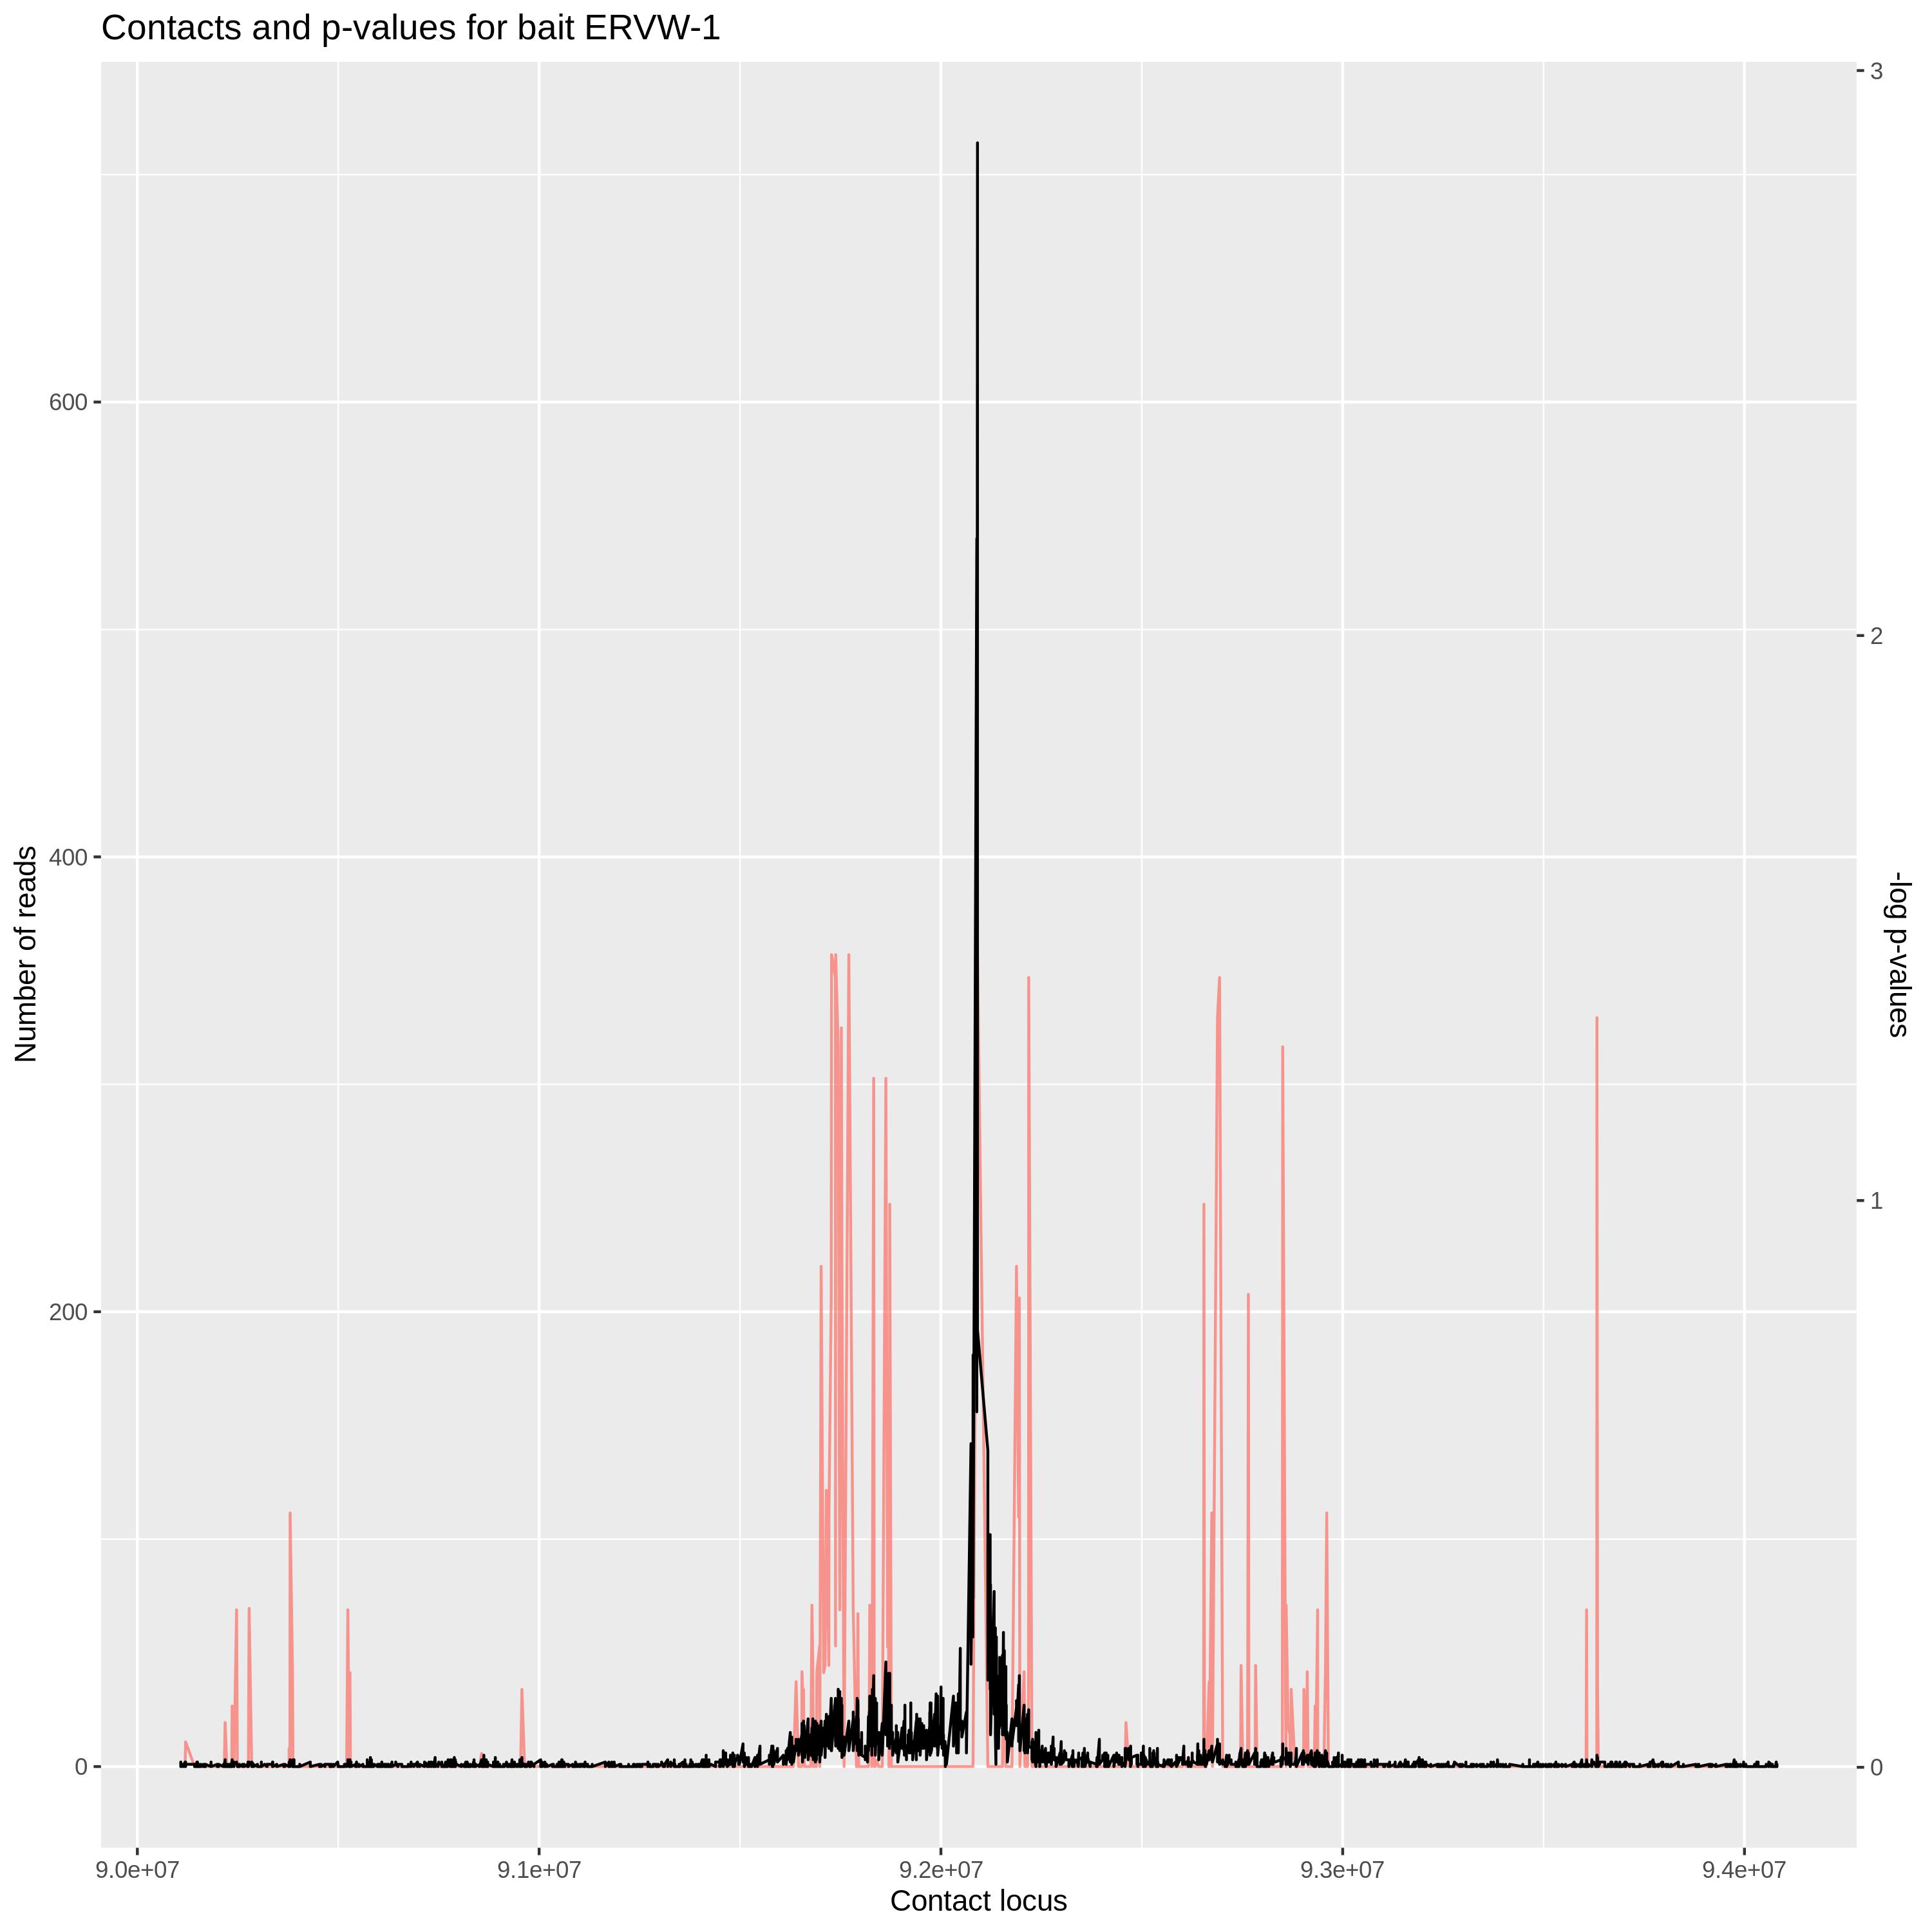 Contacts and p-values for bait ERVW-1
3
600
2
Number of reads
400
-log p-values
1
200
0
0
9.0e+07
9.1e+07
9.2e+07
9.3e+07
9.4e+07
Contact locus